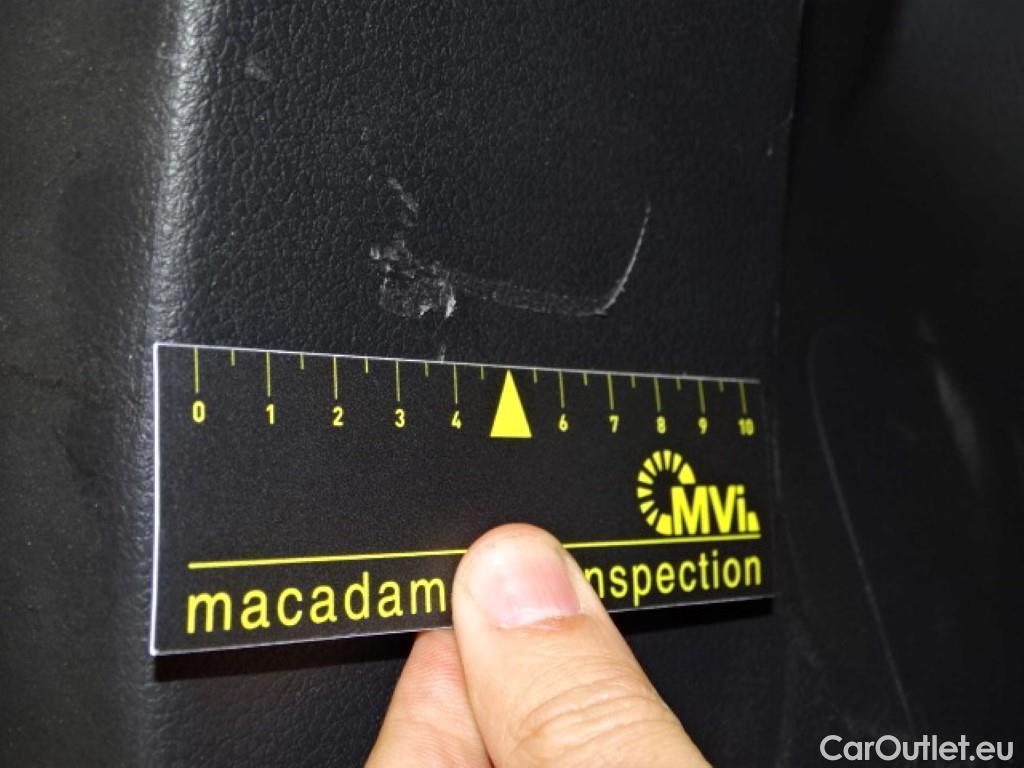 0 1 2 3 4 6 7 8 9 10
MVi
macadam nspection
CarOutlet.eu